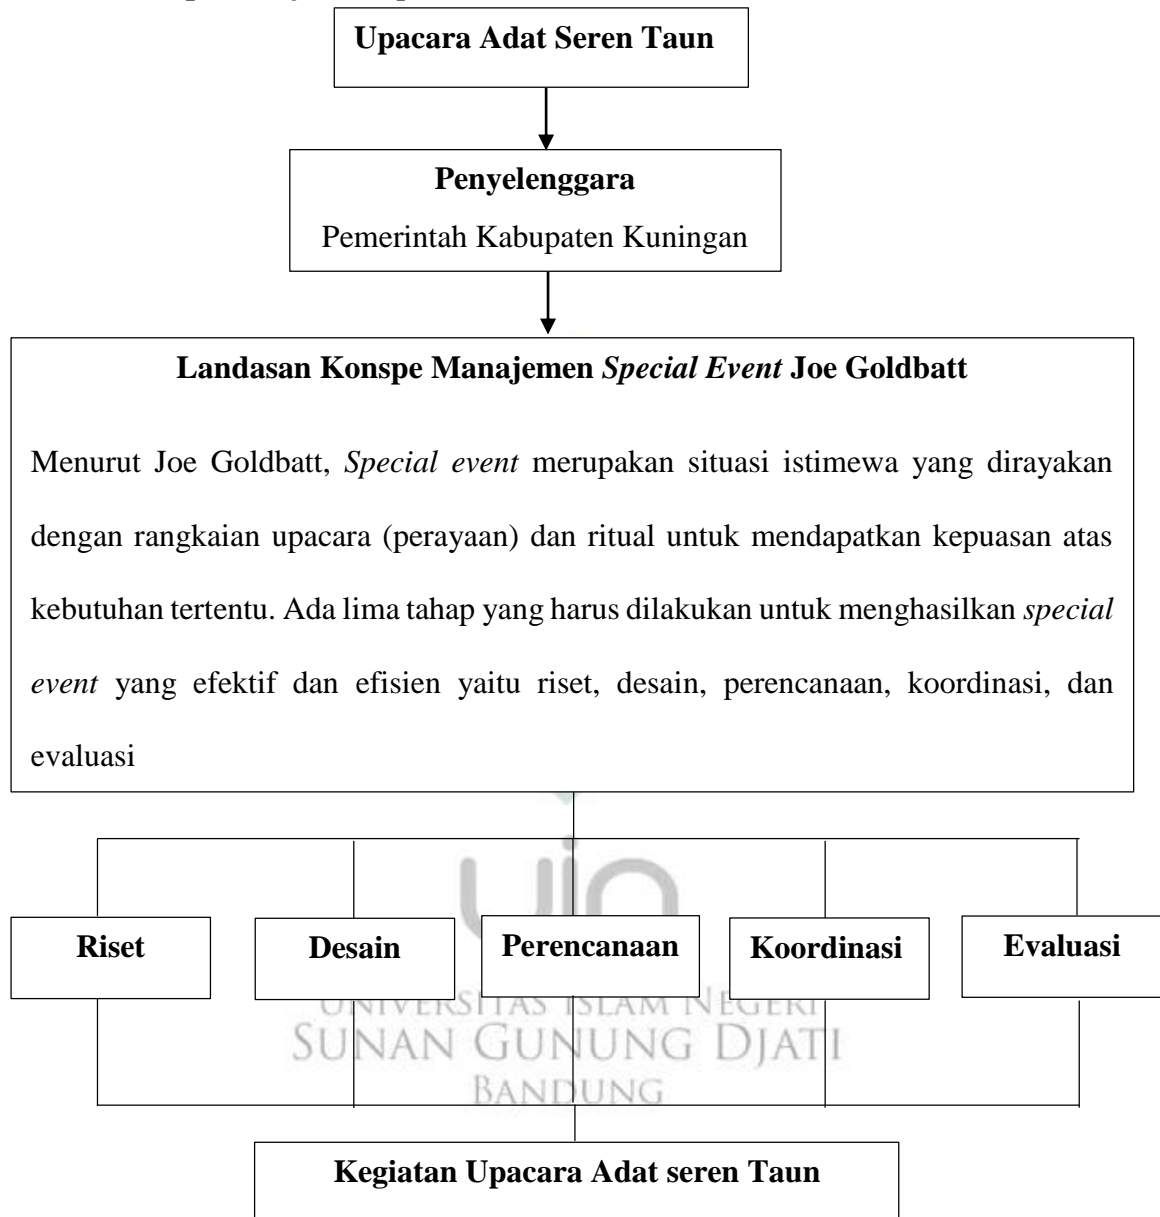 Upacara Adat Seren Taun
Penyelenggara
Pemerintah Kabupaten Kuningan
Landasan Konspe Manajemen Special Event Joe Goldbatt
Menurut Joe Goldbatt, Special event merupakan situasi istimewa yang dirayakan
dengan rangkaian upacara (perayaan) dan ritual untuk mendapatkan kepuasan atas
kebutuhan tertentu. Ada lima tahap yang harus dilakukan untuk menghasilkan special
event yang efektif dan efisien yaitu riset, desain, perencanaan, koordinasi, dan
evaluasi
uin
Riset
Desain
Perencanaan
Koordinasi
Evaluasi
UNIVERSITAS ISLAM NEGERI
SUNAN GUNUNG DJATI
BANDUNG
Kegiatan Upacara Adat seren Taun